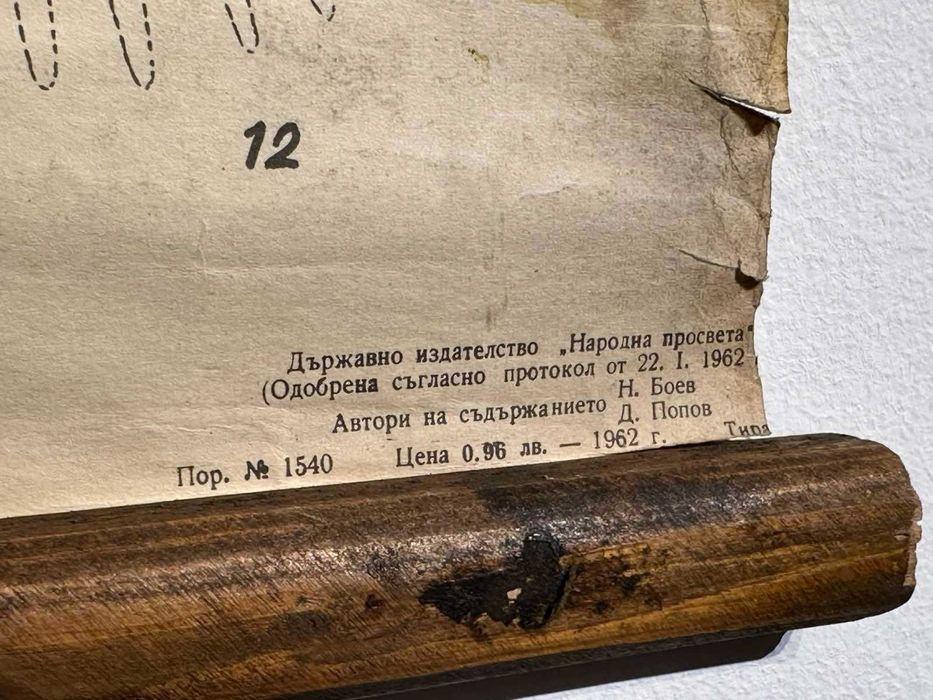 12
Държавно издателство „Народна просвета“
(Одобрена съгласно протокол от 22. I. 1962
Автори на съдържанието Н. Боев
Д. Попов
Пор. № 1540 Цена 0.96 лв. — 1962 г.